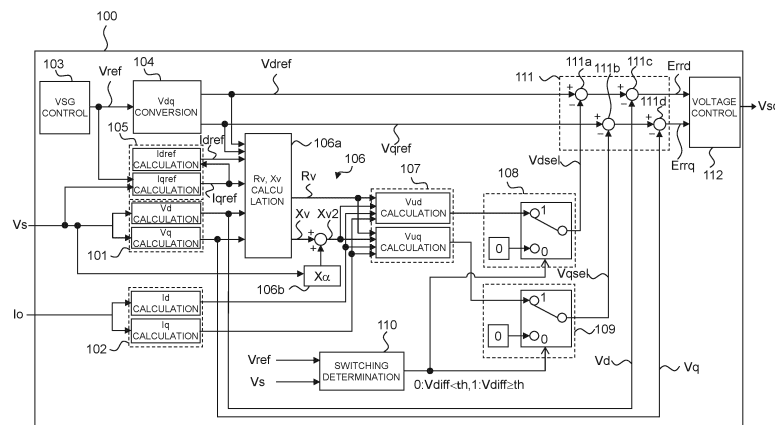 100
103
VSG
CONTROL
Vref
104
Vdq
CONVERSION
Vdref
111
111a
111b
111c
111d
Errd
Errq
VOLTAGE
CONTROL
112
Vqref
Vdsel
105
Idref
CALCULATION
Idref
Iqref
CALCULATION
Iqref
106a
Rv, Xv
CALCU
LATION
106
Rv
Xv
Xv2
Xα
106b
107
Vud
CALCULATION
Vuq
CALCULATION
108
1
0
0
Vqsel
109
1
0
0
Vs
Vd
CALCULATION
Vq
CALCULATION
101
Io
Id
CALCULATION
Iq
CALCULATION
102
110
Vref
Vs
SWITCHING
DETERMINATION
0:Vdiff<th,1:Vdiff≥th
Vd
Vq
+
−
+
−
+
−
+
−
+
+